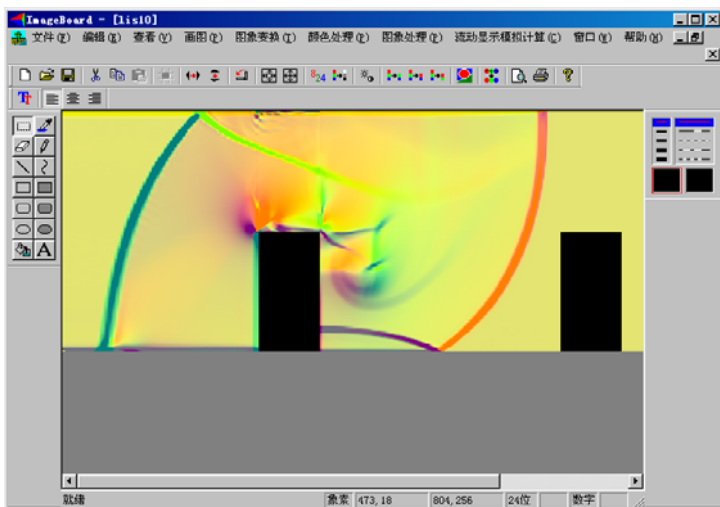 ImageBoard - [lis10]
文件(F) 编辑(E) 查看(V) 画图(P) 图象变换(T) 颜色处理(P) 图象处理(T) 流动显示模拟计算(C) 窗口(W) 帮助(H)
8 24
T
A
就绪 象素 473,18 804,256 24位 数字